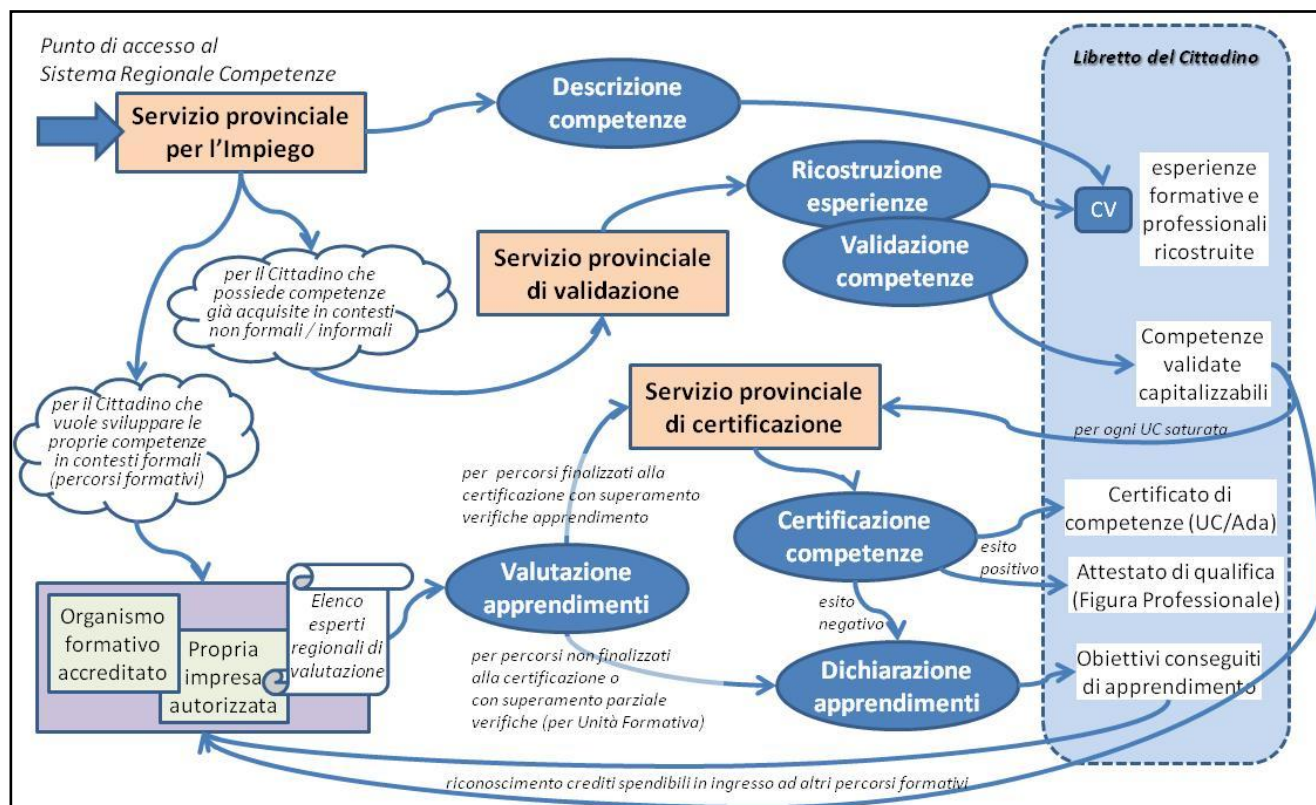 Punto di accesso al
Sistema Regionale Competenze
Servizio provinciale
per l'Impiego
Descrizione
competenze
Libretto del Cittadino
Ricostruzione
esperienze
Validazione
competenze
CV
esperienze
formative e
professionali
ricostruite
Servizio provinciale
di validazione
per il Cittadino che
possiede competenze
già acquisite in contesti
non formali / informali
Competenze
validate
capitalizzabili
per il Cittadino che
vuole sviluppare le
proprie competenze
in contesti formali
(percorsi formativi)
Servizio provinciale
di certificazione
per ogni UC saturata
per percorsi finalizzati alla
certificazione con superamento
verifiche apprendimento
Certificazione
competenze
esito
positivo
Certificato di
competenze (UC/Ada)
Attestato di qualifica
(Figura Professionale)
Valutazione
apprendimenti
esito
negativo
Organismo
formativo
accreditato
Propria
impresa
autorizzata
Elenco
esperti
regionali di
valutazione
per percorsi non finalizzati
alla certificazione o
con superamento parziale
verifiche (per Unità Formativa)
Dichiarazione
apprendimenti
Obiettivi conseguiti
di apprendimento
riconoscimento crediti spendibili in ingresso ad altri percorsi formativi